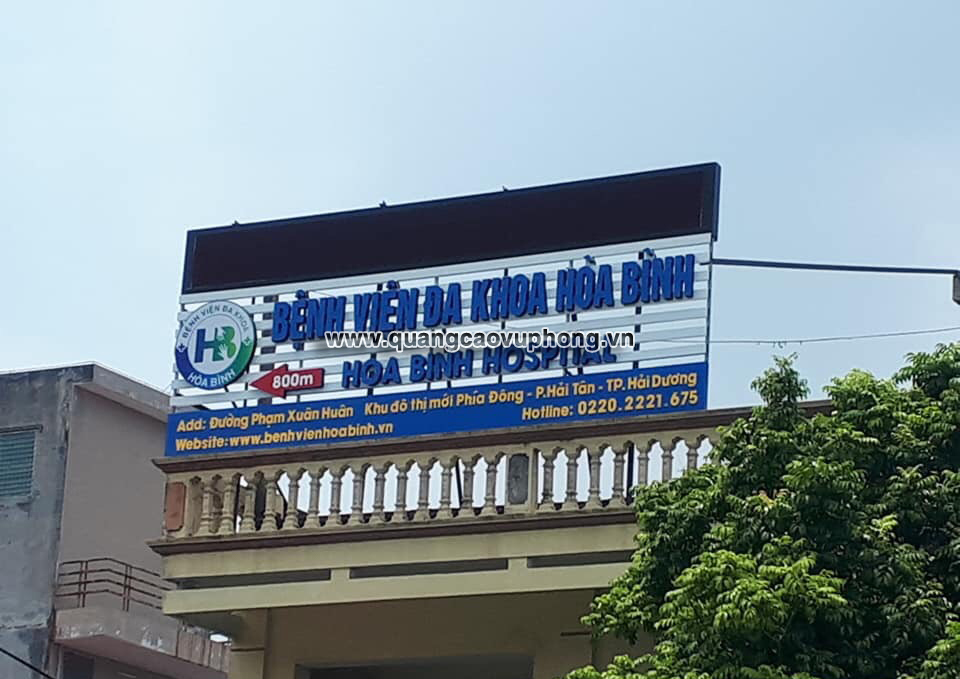 BỆNH VIỆN ĐA KHOA HÒA BÌNH
www.quangcaovuphong.vn
BỆNH VIỆN ĐA KHOA
HB
HÒA BÌNH
800m
HOA BINH HOSPITAL
Add: Đường Phạm Xuân Huân Khu đô thị mới Phía Đông - P.Hải Tân - TP.Hải Dương
Website: www.benhvienhoabinh.vn
Hotline: 0220.2221.675